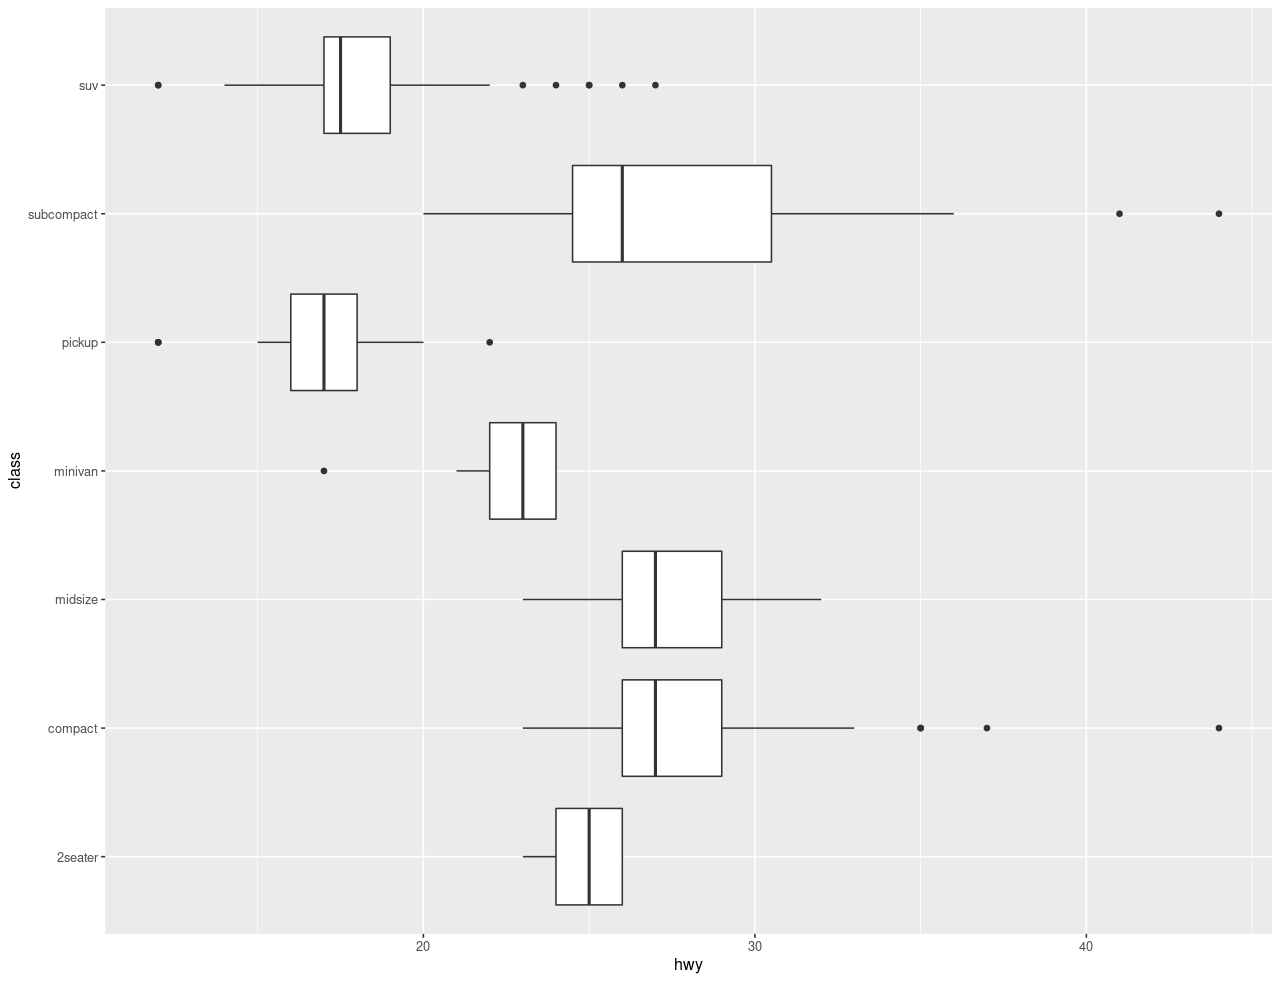 suv
subcompact
pickup
minivan
midsize
compact
2seater
class
20 30 40
hwy